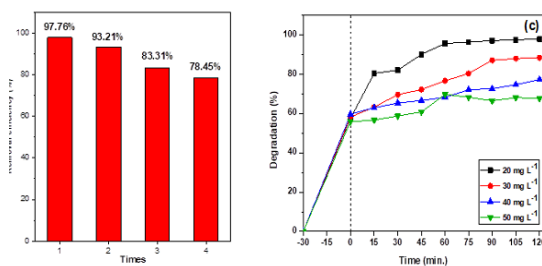 97.76%
93.21%
83.31%
78.45%
100
80
60
40
20
0
1 2 3 4
Times
(c)
Degradation (%)
100
80
60
40
20
0
20 mg L-1
30 mg L-1
40 mg L-1
50 mg L-1
-30 -15 0 15 30 45 60 75 90 105 120
Time (min.)